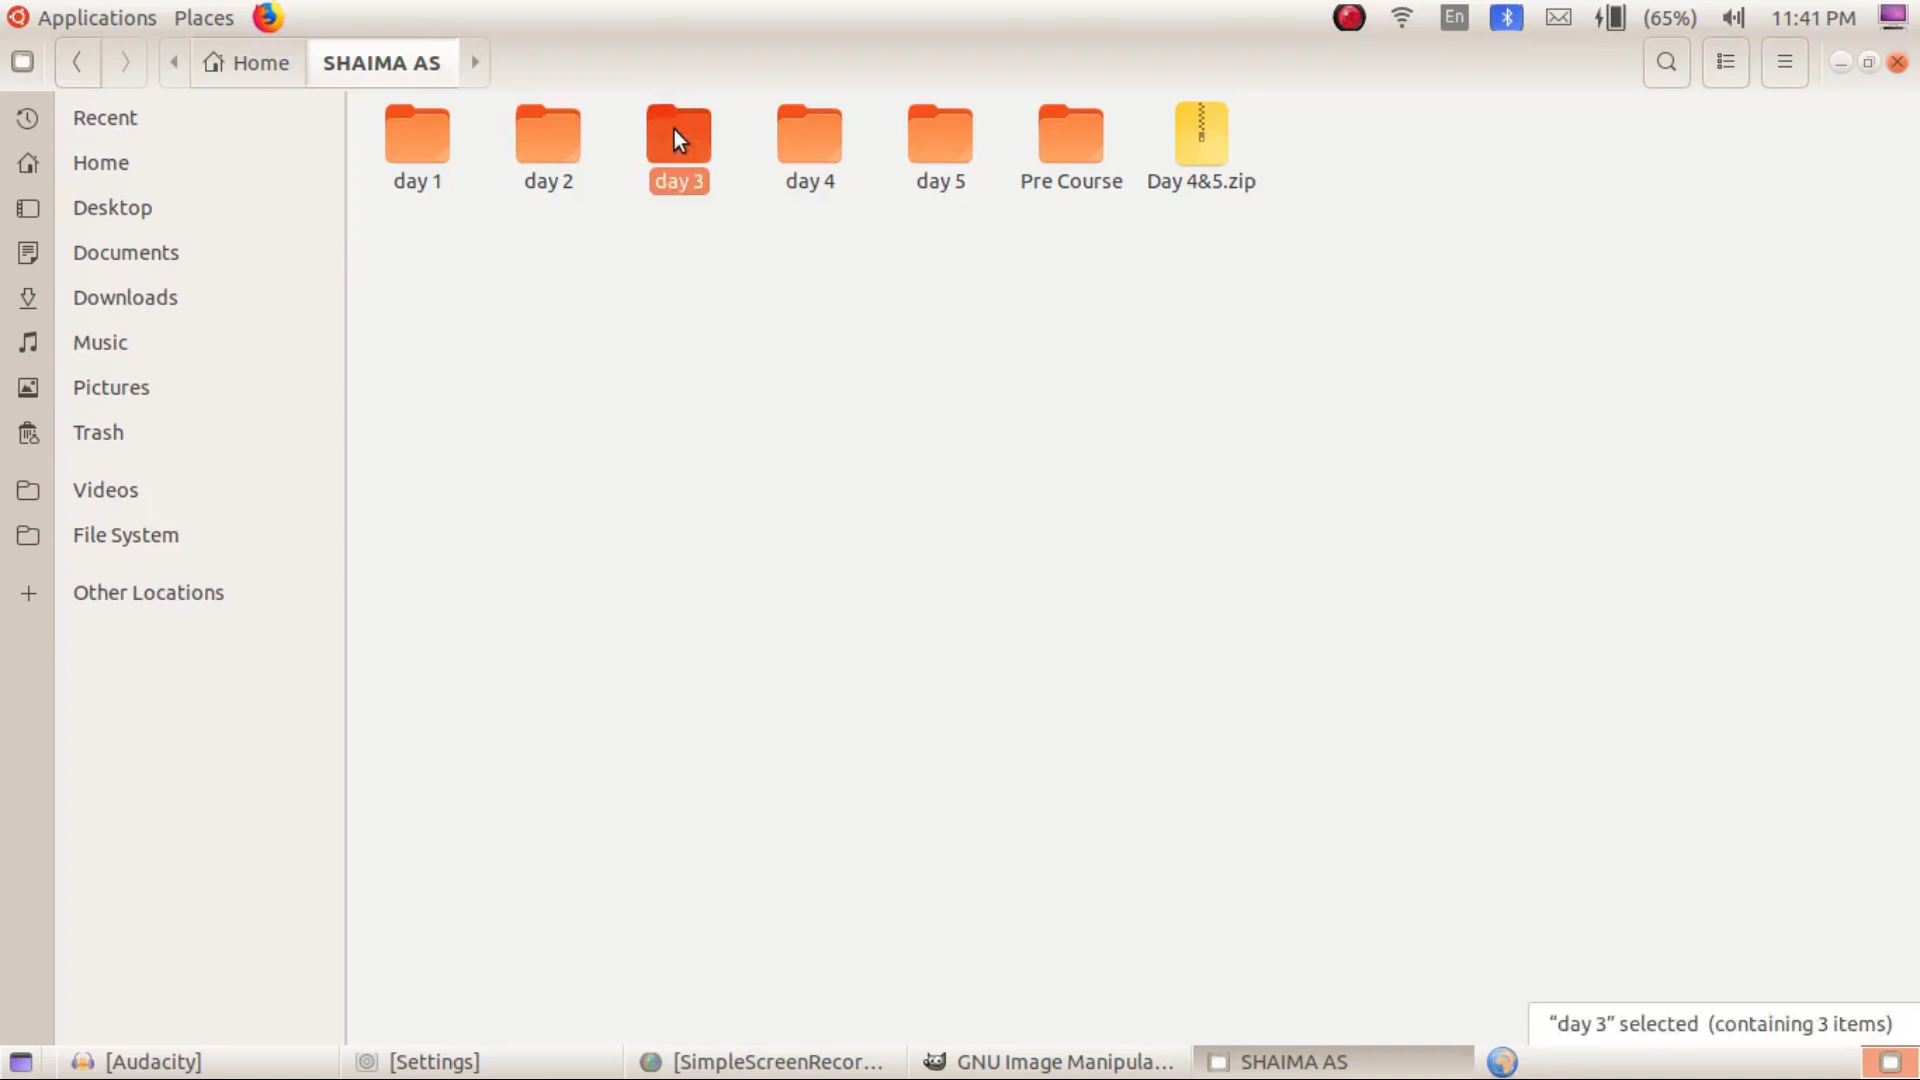 Applications Places En (65%) 11:41 PM
Home SHAIMA AS
Recent
Home
Desktop
Documents
Downloads
Music
Pictures
Trash
Videos
File System
Other Locations
day 1 day 2 day 3 day 4 day 5 Pre Course Day 4&5.zip
“day 3” selected (containing 3 items)
[Audacity] [Settings] [SimpleScreenRecor... GNU Image Manipula... SHAIMA AS